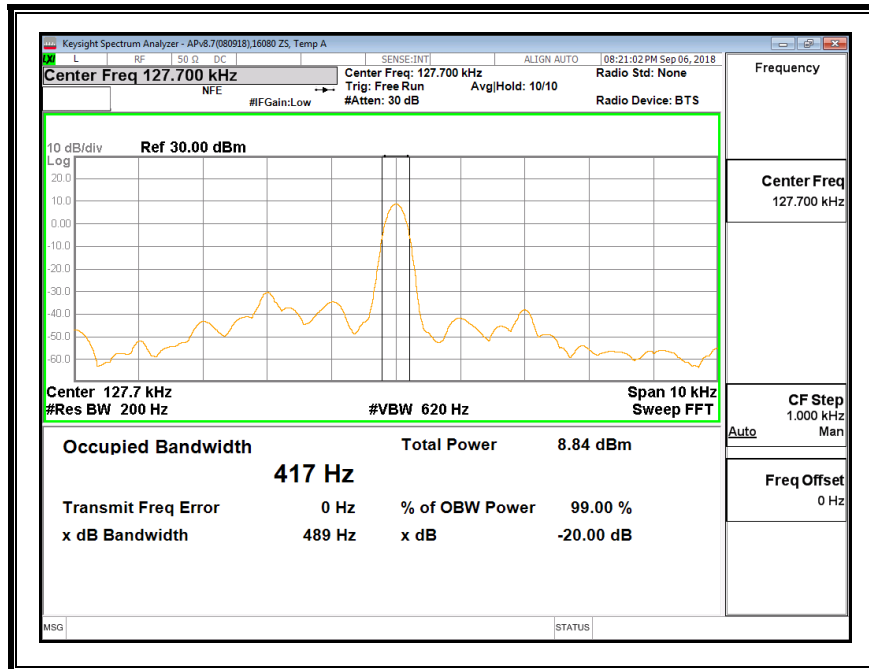 Keysight Spectrum Analyzer - APv8.7(080918),16080 ZS, Temp A
LXI L RF 50 Ω DC SENSE:INT ALIGN AUTO 08:21:02 PM Sep 06, 2018
Center Freq 127.700 kHz
NFE
#IFGain:Low
Center Freq: 127.700 kHz
Trig: Free Run Avg|Hold: 10/10
#Atten: 30 dB
Radio Std: None
Radio Device: BTS
10 dB/div Ref 30.00 dBm
Log
20.0
10.0
0.00
-10.0
-20.0
-30.0
-40.0
-50.0
-60.0
Center 127.7 kHz Span 10 kHz
#Res BW 200 Hz #VBW 620 Hz Sweep FFT
Occupied Bandwidth Total Power 8.84 dBm
417 Hz
Transmit Freq Error 0 Hz % of OBW Power 99.00 %
x dB Bandwidth 489 Hz x dB -20.00 dB
MSG STATUS
Frequency
Center Freq
127.700 kHz
CF Step
1.000 kHz
Auto Man
Freq Offset
0 Hz